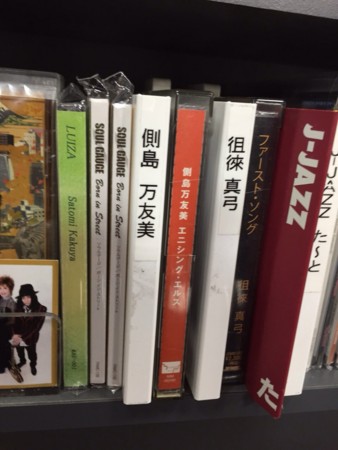 LUIZA Satomi Kakuya
SOUL GAUGE Born in Street
SOUL GAUGE Born in Street
側島 万友美
側島万友美 エニシング・エルス
徂徠 真弓
ファースト・ソング 徂徠 真弓
J-JAZZ た
J-JAZZ た〜と